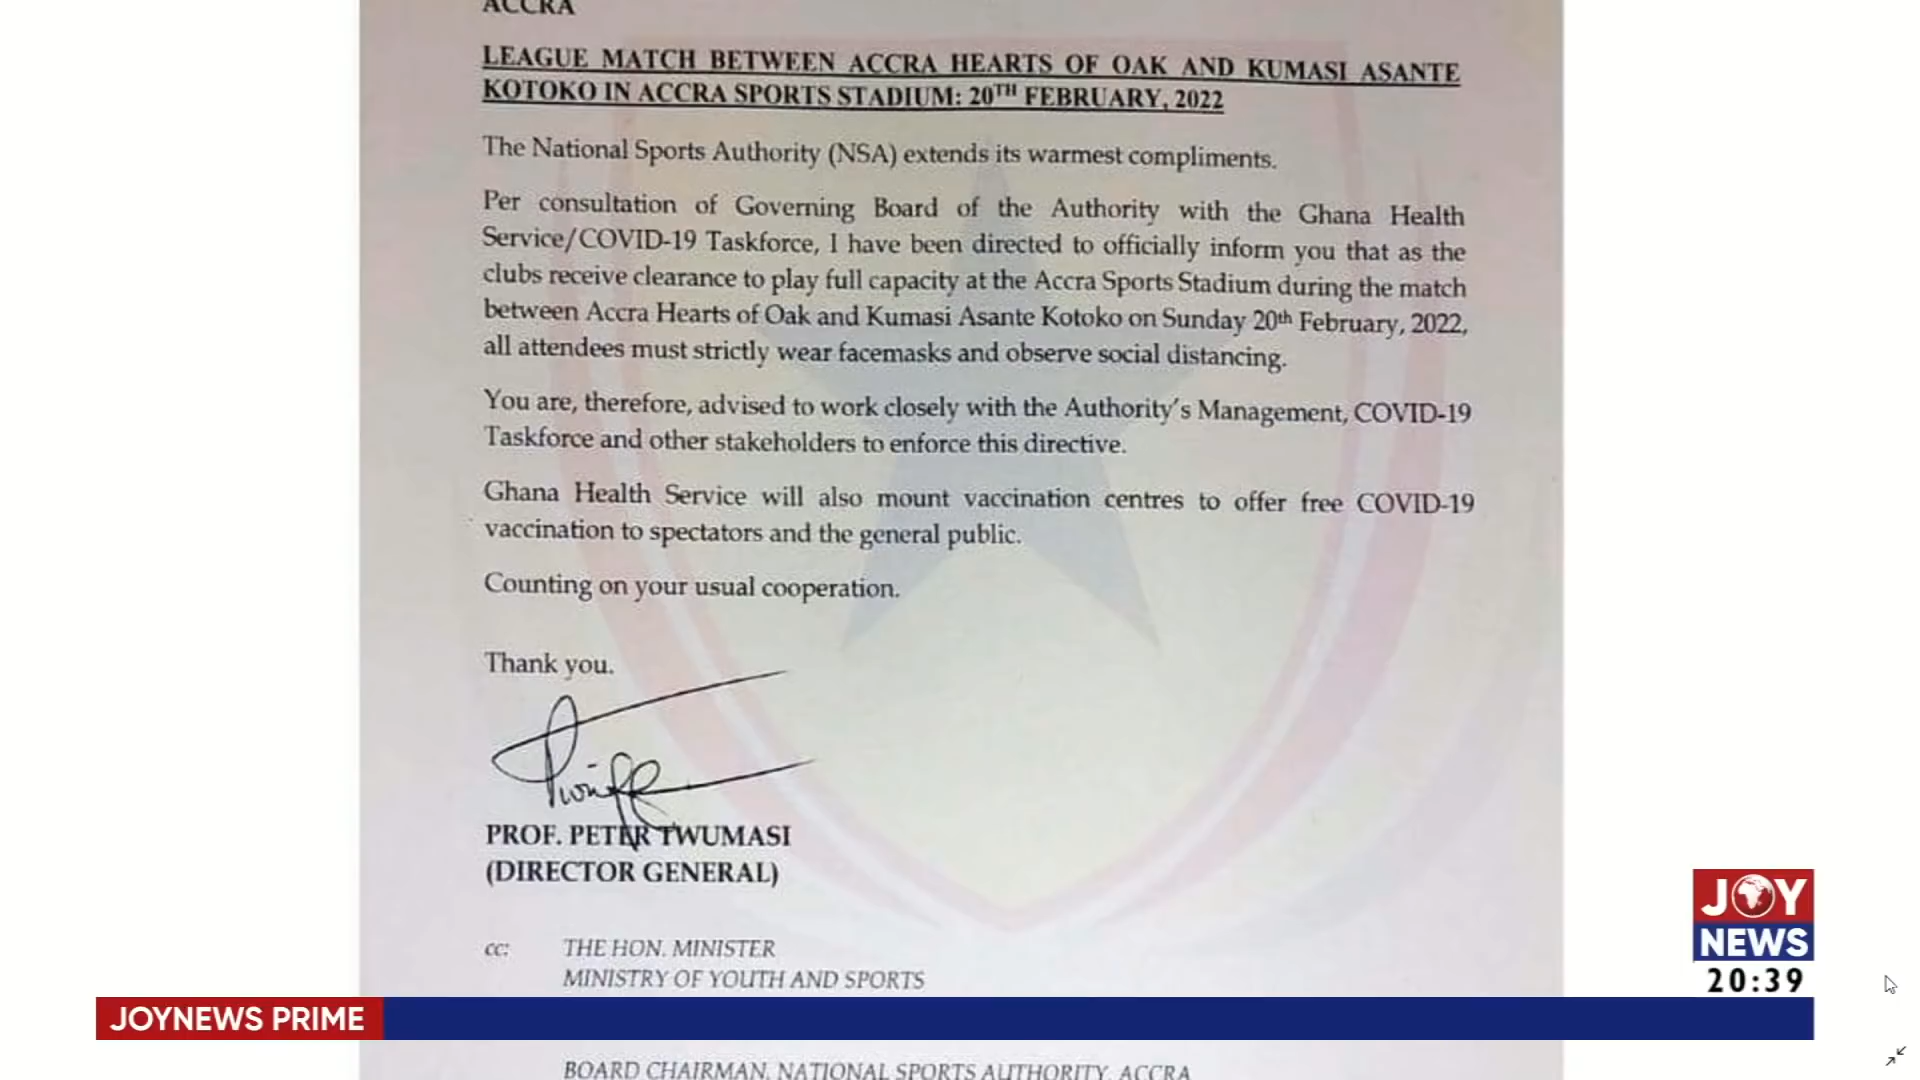 ACCRA
LEAGUE MATCH BETWEEN ACCRA HEARTS OF OAK AND KUMASI ASANTE
KOTOKO IN ACCRA SPORTS STADIUM: 20TH FEBRUARY, 2022
The National Sports Authority (NSA) extends its warmest compliments.
Per consultation of Governing Board of the Authority with the Ghana Health
Service/COVID-19 Taskforce, I have been directed to officially inform you that as the
clubs receive clearance to play full capacity at the Accra Sports Stadium during the match
between Accra Hearts of Oak and Kumasi Asante Kotoko on Sunday 20th February, 2022,
all attendees must strictly wear facemasks and observe social distancing.
You are, therefore, advised to work closely with the Authority's Management, COVID-19
Taskforce and other stakeholders to enforce this directive.
Ghana Health Service will also mount vaccination centres to offer free COVID-19
vaccination to spectators and the general public.
Counting on your usual cooperation.
Thank you.
PROF. PETER TWUMASI
(DIRECTOR GENERAL)
cc: THE HON. MINISTER
MINISTRY OF YOUTH AND SPORTS
BOARD CHAIRMAN, NATIONAL SPORTS AUTHORITY, ACCRA
JOY
NEWS
20:39
JOYNEWS PRIME